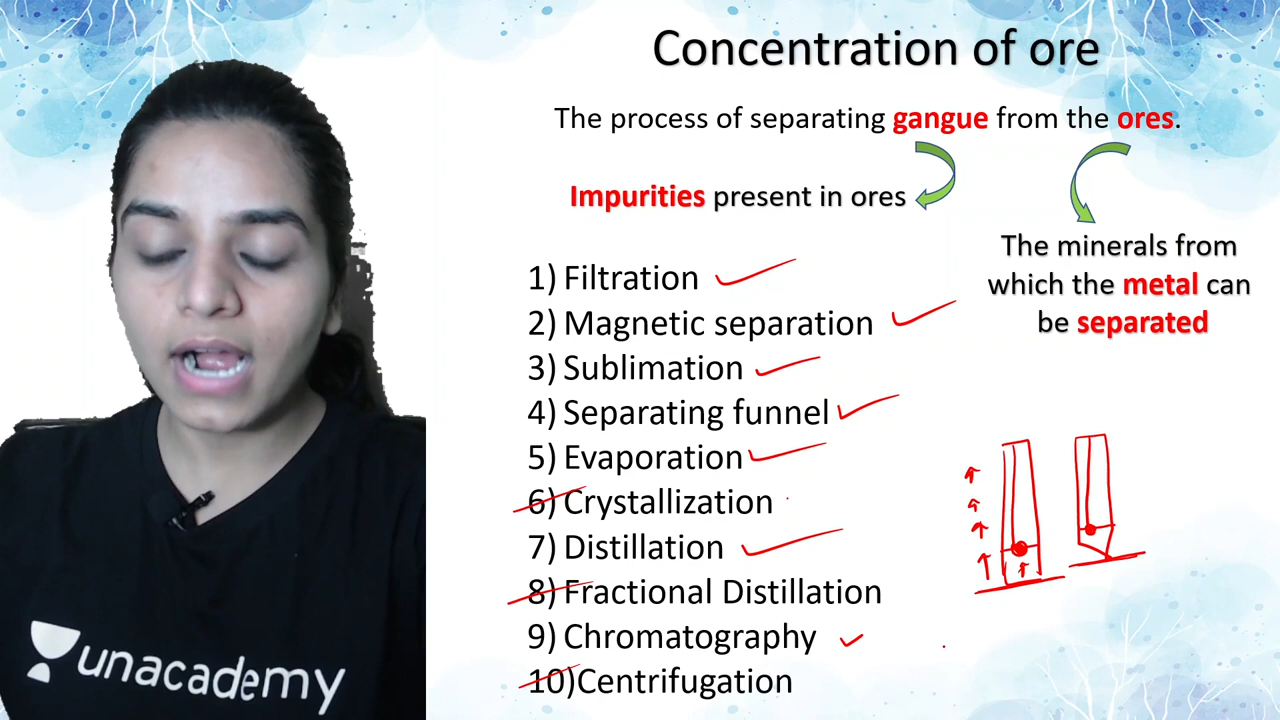 Concentration of ore
The process of separating gangue from the ores.
Impurities present in ores
The minerals from
which the metal can
be separated
1) Filtration
2) Magnetic separation
3) Sublimation
4) Separating funnel
5) Evaporation
6) Crystallization
7) Distillation
8) Fractional Distillation
9) Chromatography
10)Centrifugation
unacademy